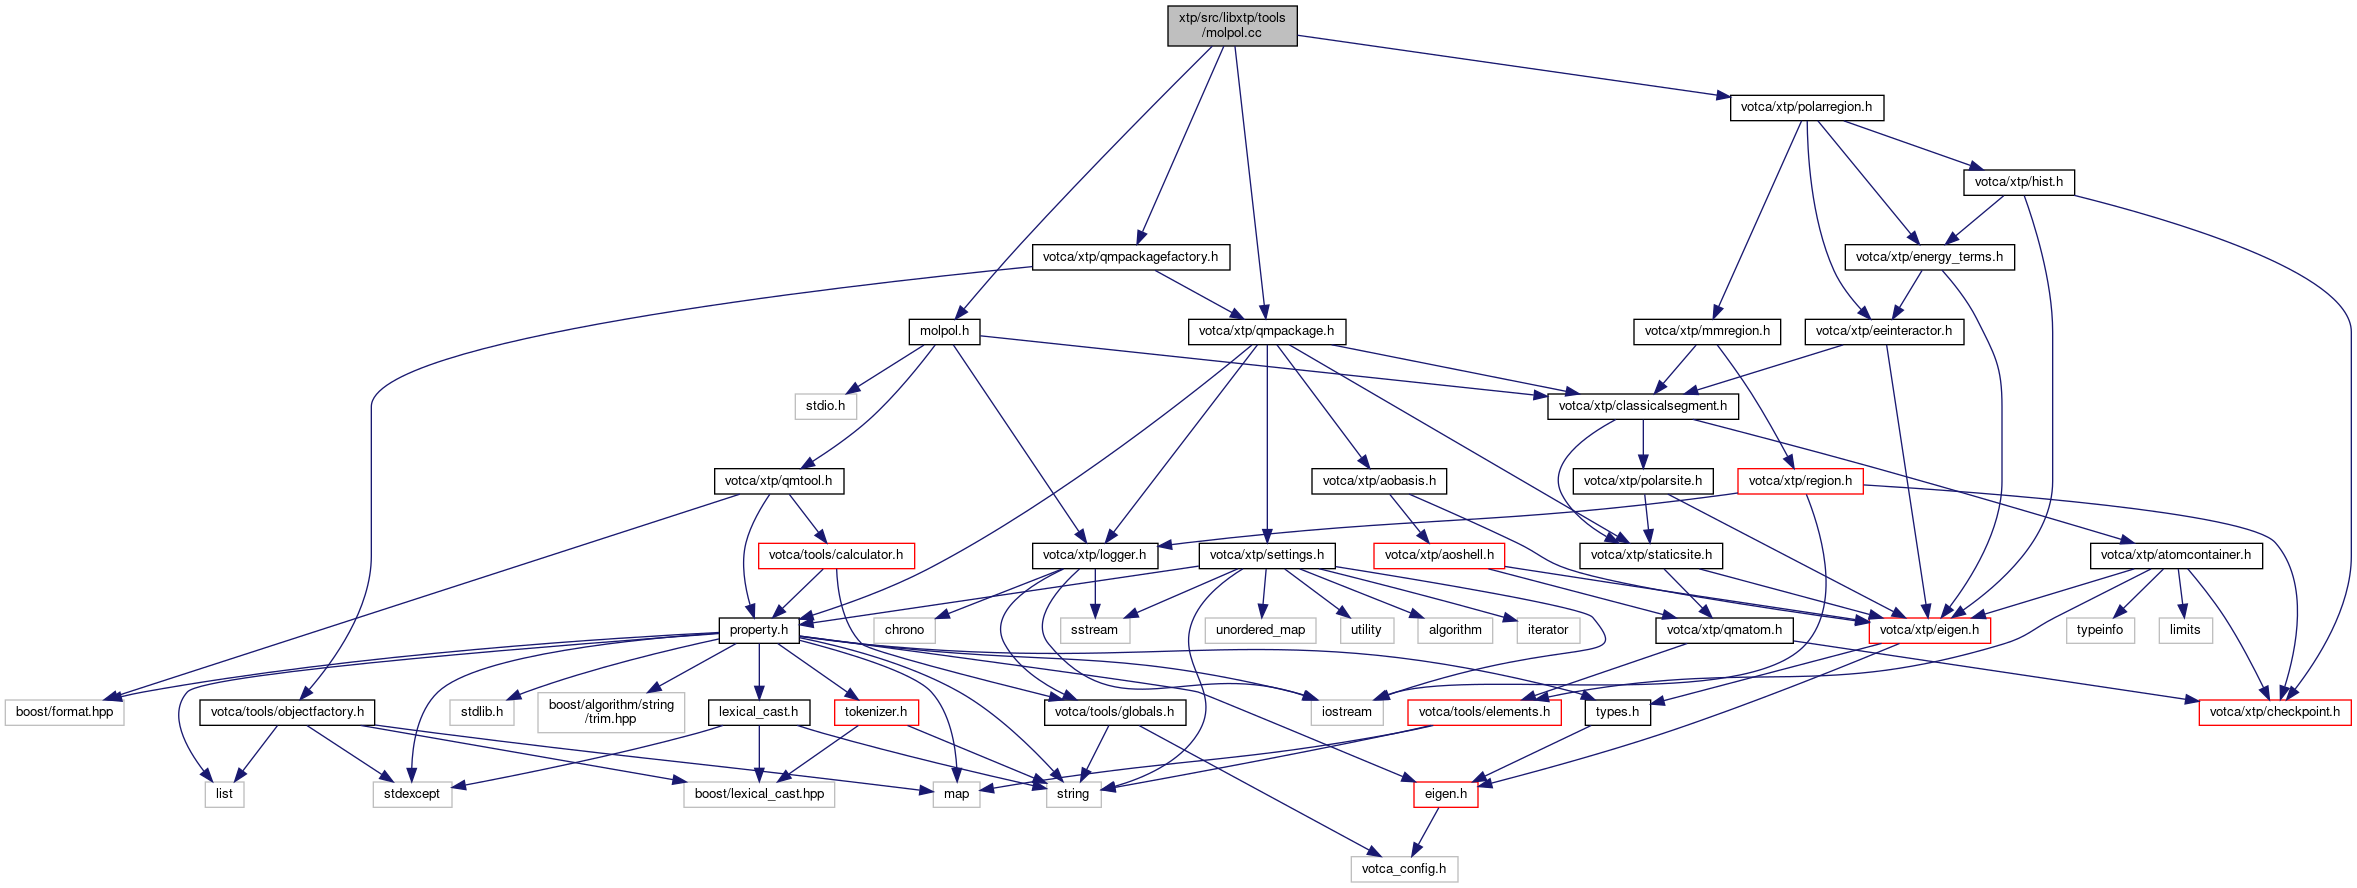 xtp/src/libxtp/tools
/molpol.cc
votca/xtp/polarregion.h
votca/xtp/hist.h
votca/xtp/qmpackagefactory.h
votca/xtp/energy_terms.h
molpol.h
votca/xtp/qmpackage.h
votca/xtp/mmregion.h
votca/xtp/eeinteractor.h
stdio.h
votca/xtp/classicalsegment.h
votca/xtp/qmtool.h
votca/xtp/aobasis.h
votca/xtp/polarsite.h
votca/xtp/region.h
votca/tools/calculator.h
votca/xtp/logger.h
votca/xtp/settings.h
votca/xtp/aoshell.h
votca/xtp/staticsite.h
votca/xtp/atomcontainer.h
property.h
chrono
sstream
unordered_map
utility
algorithm
iterator
votca/xtp/qmatom.h
votca/xtp/eigen.h
typeinfo
limits
boost/format.hpp
votca/tools/objectfactory.h
stdlib.h
boost/algorithm/string
/trim.hpp
lexical_cast.h
tokenizer.h
votca/tools/globals.h
iostream
votca/tools/elements.h
types.h
votca/xtp/checkpoint.h
list
stdexcept
boost/lexical_cast.hpp
map
string
eigen.h
votca_config.h